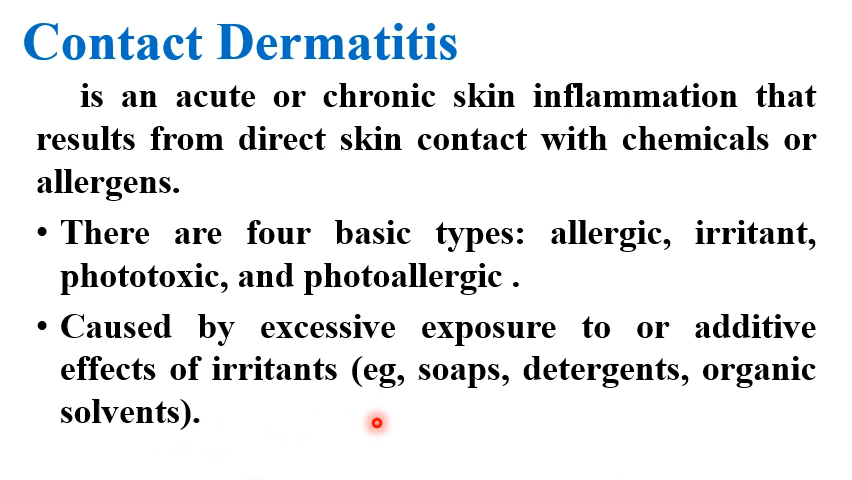 Contact Dermatitis
is an acute or chronic skin inflammation that
results from direct skin contact with chemicals or
allergens.
• There are four basic types: allergic, irritant,
phototoxic, and photoallergic .
• Caused by excessive exposure to or additive
effects of irritants (eg, soaps, detergents, organic
solvents).